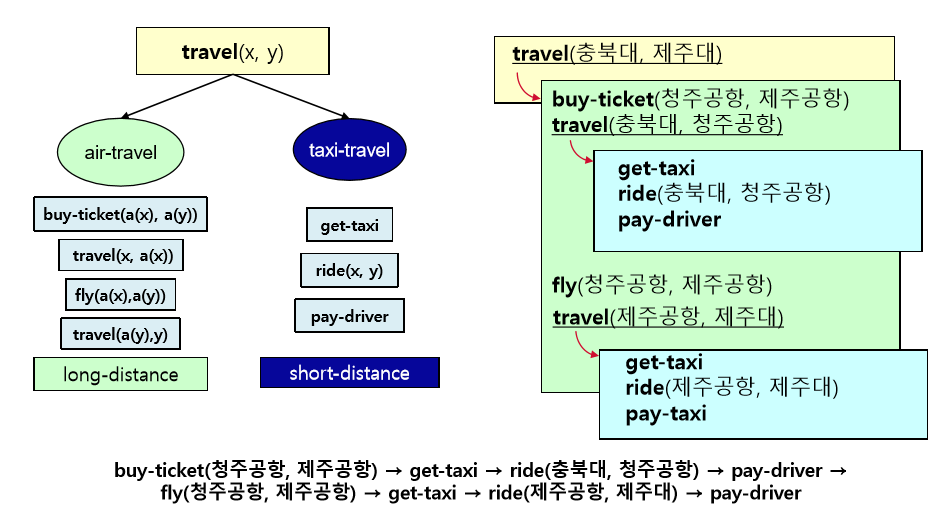 travel(x, y)
air-travel
taxi-travel
buy-ticket(a(x), a(y))
travel(x, a(x))
fly(a(x),a(y))
travel(a(y),y)
long-distance
get-taxi
ride(x, y)
pay-driver
short-distance
travel(충북대, 제주대)
buy-ticket(청주공항, 제주공항)
travel(충북대, 청주공항)
get-taxi
ride(충북대, 청주공항)
pay-driver
fly(청주공항, 제주공항)
travel(제주공항, 제주대)
get-taxi
ride(제주공항, 제주대)
pay-taxi
buy-ticket(청주공항, 제주공항) → get-taxi → ride(충북대, 청주공항) → pay-driver →
fly(청주공항, 제주공항) → get-taxi → ride(제주공항, 제주대) → pay-driver